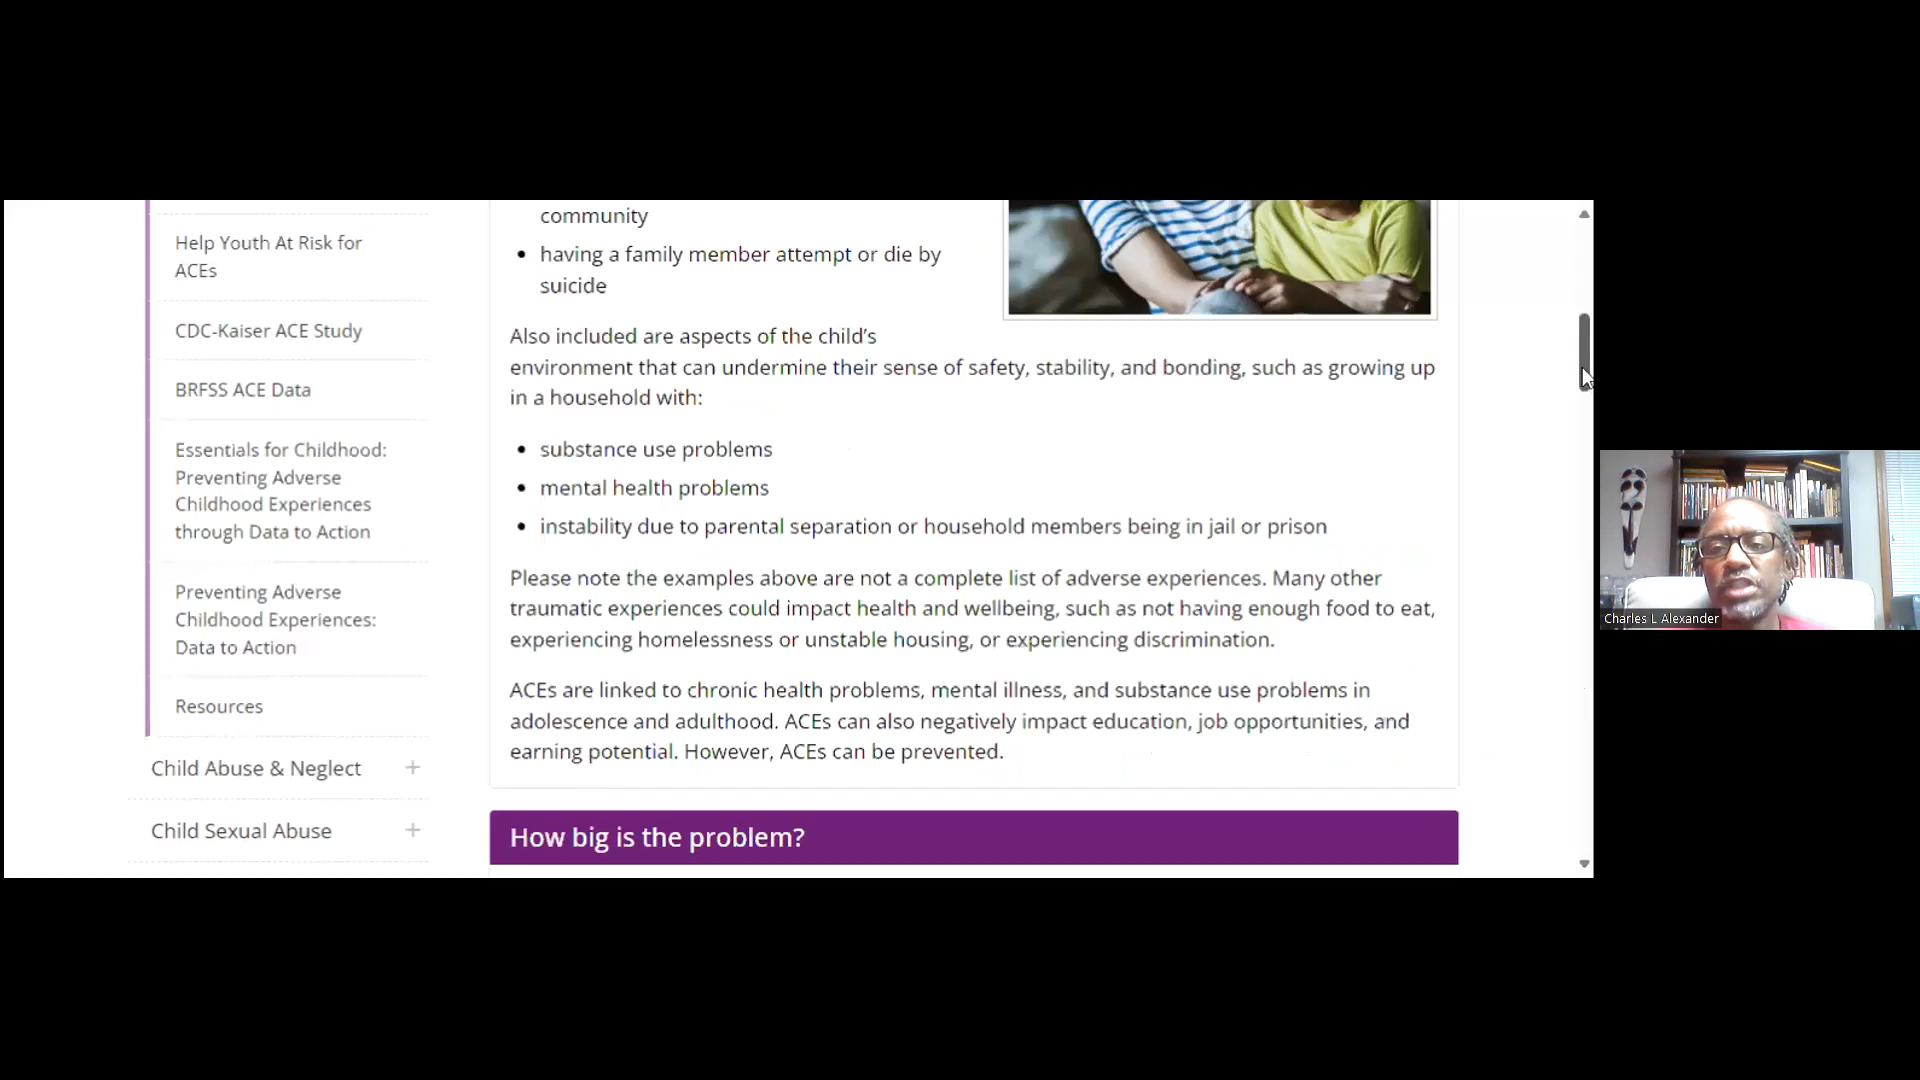 Help Youth At Risk for
ACEs
CDC-Kaiser ACE Study
BRFSS ACE Data
Essentials for Childhood:
Preventing Adverse
Childhood Experiences
through Data to Action
Preventing Adverse
Childhood Experiences:
Data to Action
Resources
Child Abuse & Neglect +
Child Sexual Abuse +
community
• having a family member attempt or die by
suicide
Also included are aspects of the child's
environment that can undermine their sense of safety, stability, and bonding, such as growing up
in a household with:
• substance use problems
• mental health problems
• instability due to parental separation or household members being in jail or prison
Please note the examples above are not a complete list of adverse experiences. Many other
traumatic experiences could impact health and wellbeing, such as not having enough food to eat,
experiencing homelessness or unstable housing, or experiencing discrimination.
ACEs are linked to chronic health problems, mental illness, and substance use problems in
adolescence and adulthood. ACEs can also negatively impact education, job opportunities, and
earning potential. However, ACEs can be prevented.
How big is the problem?
Charles L Alexander